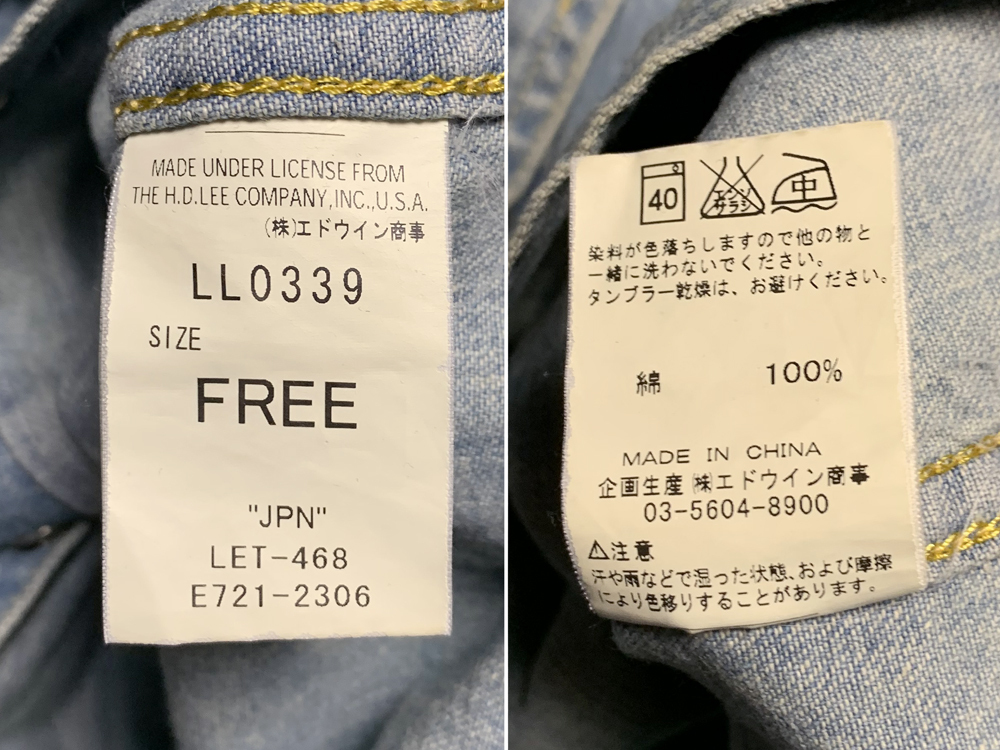 MADE UNDER LICENSE FROM
THE H.D.LEE COMPANY,INC.,U.S.A.
(株)エドウイン商事
LL0339
SIZE
FREE
"JPN"
LET-468
E721-2306
40
エンソ
サラシ
中
染料が色落ちしますので他の物と
一緒に洗わないでください。
タンブラー乾燥は、お避けください。
綿 100%
MADE IN CHINA
企画生産 ㈱エドウイン商事
03-5604-8900
⚠注意
汗や雨などで湿った状態、および摩擦
により色移りすることがあります。